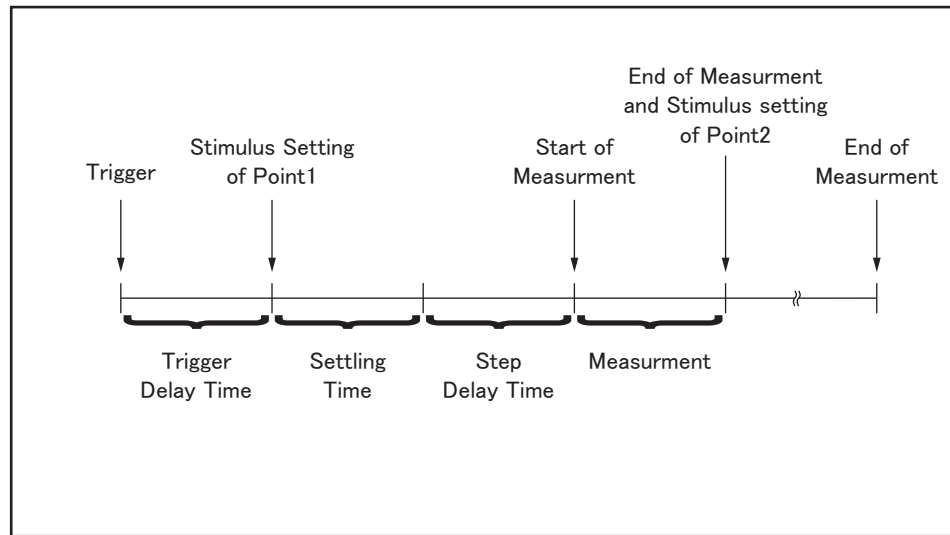 Trigger
Stimulus Setting
of Point1
Start of
Measurment
End of Measurment
and Stimulus setting
of Point2
End of
Measurment
Trigger
Delay Time
Settling
Time
Step
Delay Time
Measurment